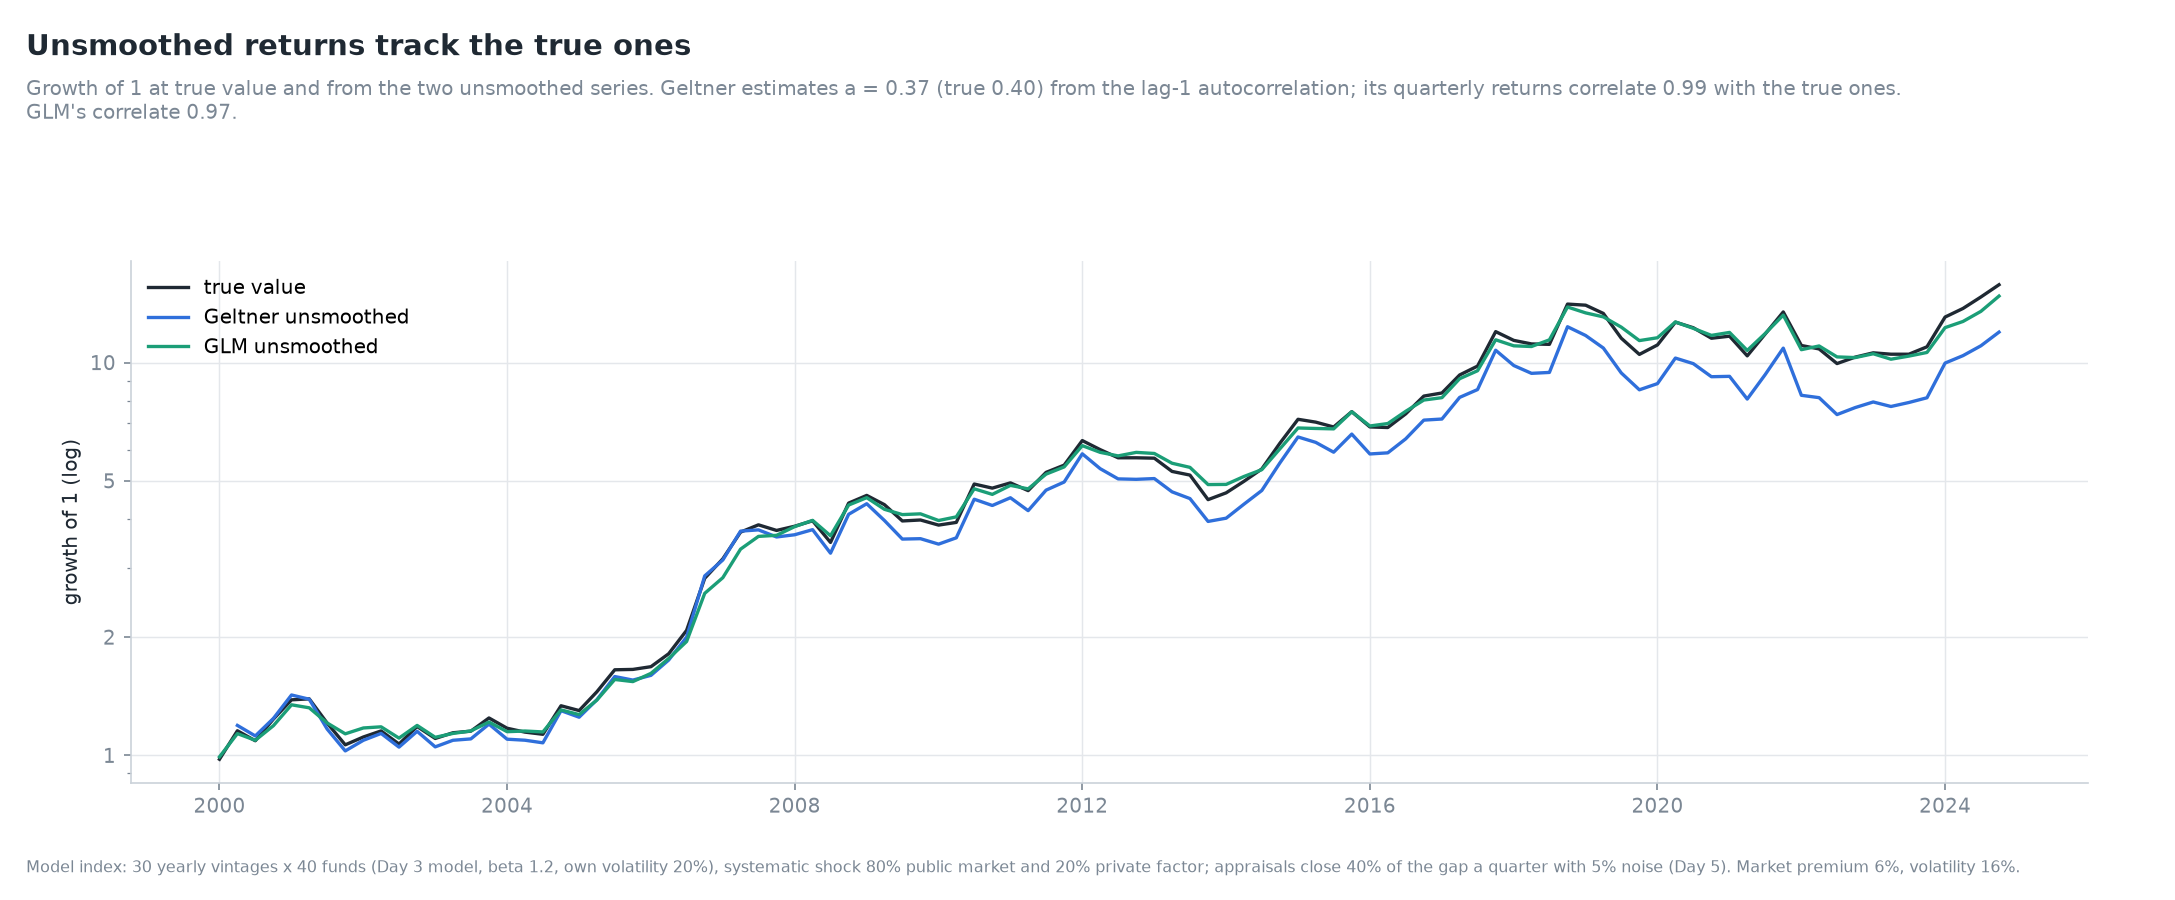 Unsmoothed returns track the true ones
Growth of 1 at true value and from the two unsmoothed series. Geltner estimates a = 0.37 (true 0.40) from the lag-1 autocorrelation; its quarterly returns correlate 0.99 with the true ones.
GLM's correlate 0.97.
true value
Geltner unsmoothed
GLM unsmoothed
growth of 1 (log)
10
5
2
1
2000 2004 2008 2012 2016 2020 2024
Model index: 30 yearly vintages x 40 funds (Day 3 model, beta 1.2, own volatility 20%), systematic shock 80% public market and 20% private factor; appraisals close 40% of the gap a quarter with 5% noise (Day 5). Market premium 6%, volatility 16%.